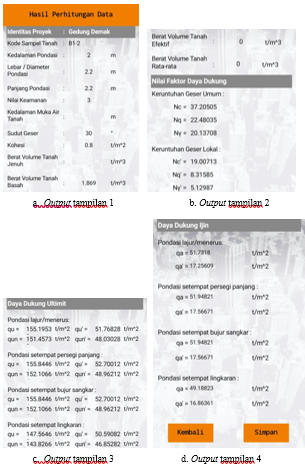 Hasil Perhitungan Data
Identitas Proyek : Gedung Demak
Kode Sampel Tanah : B1-2
Kedalaman Pondasi : 2 m
Lebar / Diameter Pondasi : 2.2 m
Panjang Pondasi : 2.2 m
Nilai Keamanan : 3
Kedalaman Muka Air Tanah : m
Sudut Geser : 30 °
Kohesi : 0.8 t/m^2
Berat Volume Tanah Jenuh : t/m^3
Berat Volume Tanah Basah : 1.869 t/m^3
a. Output tampilan 1
Berat Volume Tanah Efektif : 0 t/m^3
Berat Volume Tanah Rata-rata : 0 t/m^3
Nilai Faktor Daya Dukung
Keruntuhan Geser Umum :
Nc = 37.20505
Nq = 22.48035
Ny = 20.13708
Keruntuhan Geser Lokal :
Nc' = 19.00713
Nq' = 8.31585
Ny' = 5.12987
b. Output tampilan 2
Daya Dukung Ultimit
Pondasi lajur/menerus:
qu = 155.1953 t/m^2 qu' = 51.76828 t/m^2
qun = 151.4573 t/m^2 qun' = 48.03028 t/m^2
Pondasi setempat persegi panjang :
qu = 155.8446 t/m^2 qu' = 52.70012 t/m^2
qun = 152.1066 t/m^2 qun' = 48.96212 t/m^2
Pondasi setempat bujur sangkar :
qu = 155.8446 t/m^2 qu' = 52.70012 t/m^2
qun = 152.1066 t/m^2 qun' = 48.96212 t/m^2
Pondasi setempat lingkaran :
qu = 147.5646 t/m^2 qu' = 50.59082 t/m^2
qun = 143.8266 t/m^2 qun' = 46.85282 t/m^2
c. Output tampilan 3
Daya Dukung Ijin
Pondasi lajur/menerus:
qa = 51.7318 t/m^2
qa' = 17.25609 t/m^2
Pondasi setempat persegi panjang :
qa = 51.94821 t/m^2
qa' = 17.56671 t/m^2
Pondasi setempat bujur sangkar :
qa = 51.94821 t/m^2
qa' = 17.56671 t/m^2
Pondasi setempat lingkaran :
qa = 49.18823 t/m^2
qa' = 16.86361 t/m^2
Kembali Simpan
d. Output tampilan 4